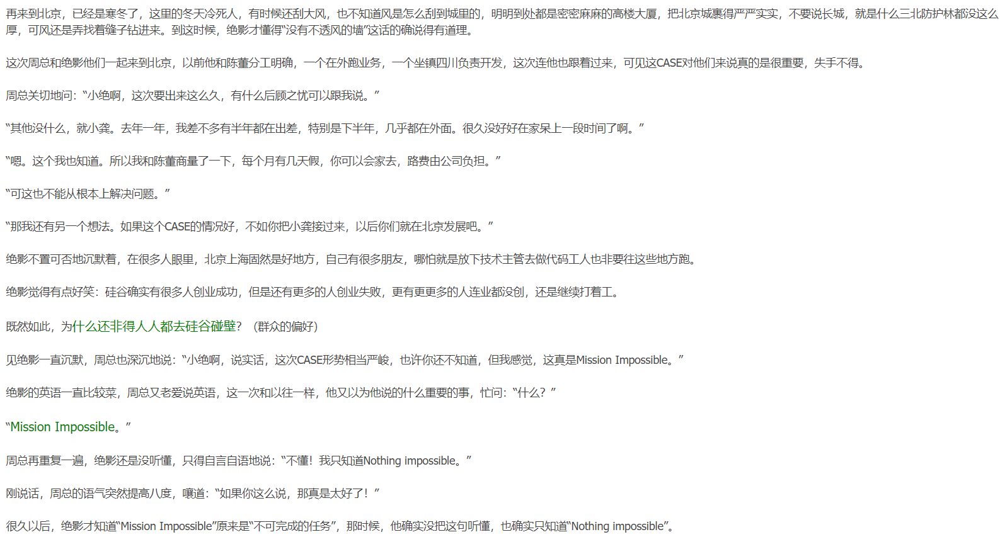 再来到北京，已经是寒冬了，这里的冬天冷死人，有时候还刮大风，也不知道风是怎么刮到城里的，明明到处都是密密麻麻的高楼大厦，把北京城裹得严严实实，不要说长城，就是什么三北防护林都没这么
厚，可风还是弄找着缝子钻进来。到这时候，绝影才懂得“没有不透风的墙”这话的确说得有道理。
这次周总和绝影他们一起来到北京，以前他和陈董分工明确，一个在外跑业务，一个坐镇四川负责开发，这次连他也跟着过来，可见这CASE对他们来说真的是很重要，失手不得。
周总关切地问：“小绝啊，这次要出来这么久，有什么后顾之忧可以跟我说。”
“其他没什么，就小龚。去年一年，我差不多有半年都在出差，特别是下半年，几乎都在外面。很久没好好在家呆上一段时间了啊。”
“嗯。这个我也知道。所以我和陈董商量了一下，每个月有几天假，你可以会家去，路费由公司负担。”
“可这也不能从根本上解决问题。”
“那我还有另一个想法。如果这个CASE的情况好，不如你把小龚接过来，以后你们就在北京发展吧。”
绝影不置可否地沉默着，在很多人眼里，北京上海固然是好地方，自己有很多朋友，哪怕就是放下技术主管去做代码工人也非要往这些地方跑。
绝影觉得有点好笑：硅谷确实有很多人创业成功，但是还有更多的人创业失败，更有更更多的人连业都没创，还是继续打着工。
既然如此，为什么还非得人人都去硅谷碰壁？（群众的偏好）
见绝影一直沉默，周总也深沉地说：“小绝啊，说实话，这次CASE形势相当严峻，也许你还不知道，但我感觉，这真是Mission Impossible。”
绝影的英语一直比较菜，周总又老爱说英语，这一次和以往一样，他又以为他说的什么重要的事，忙问：“什么？”
“Mission Impossible。”
周总再重复一遍，绝影还是没听懂，只得自言自语地说：“不懂！我只知道Nothing impossible。”
刚说话，周总的语气突然提高八度，嚷道：“如果你这么说，那真是太好了！”
很久以后，绝影才知道“Mission Impossible”原来是“不可完成的任务”，那时候，他确实没把这句听懂，也确实只知道“Nothing impossible”。